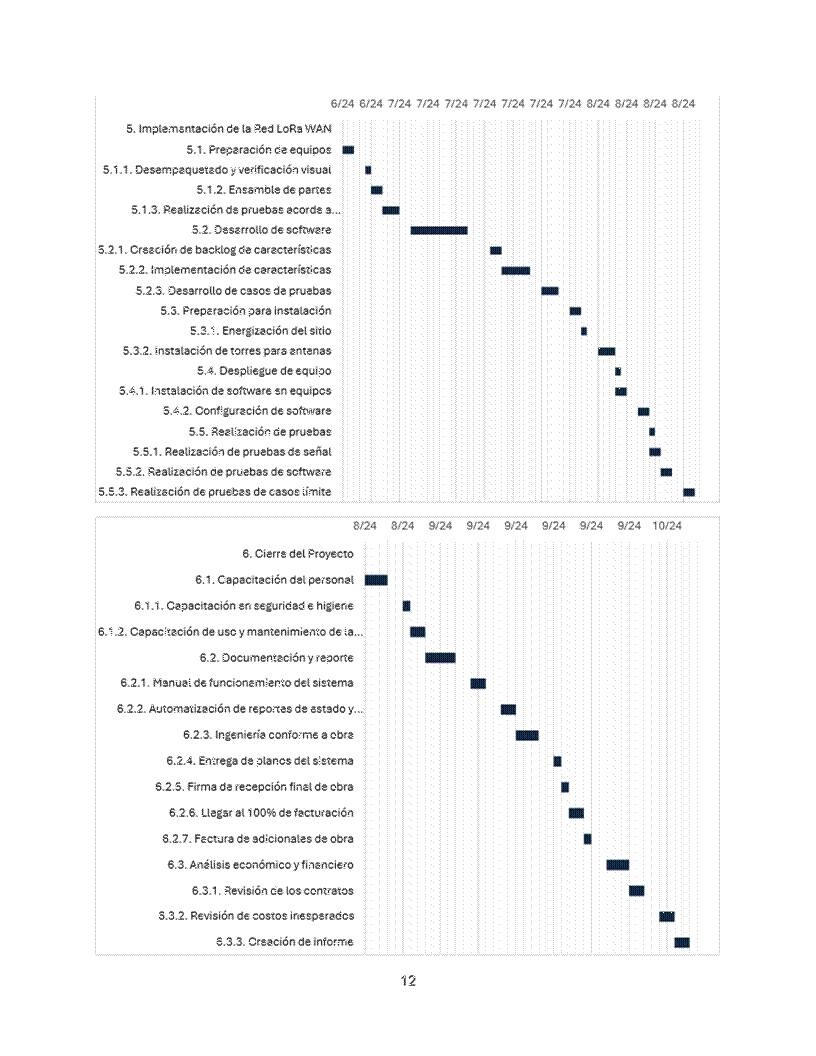 6/24 6/24 7/24 7/24 7/24 7/24 7/24 7/24 7/24 8/24 8/24 8/24 8/24
5. Implementación de la Red LoRa WAN
5.1. Preparación de equipos
5.1.1. Desempaquetado y verificación visual
5.1.2. Ensamble de partes
5.1.3. Realización de pruebas acorde a...
5.2. Desarrollo de software
5.2.1. Creación de backlog de características
5.2.2. Implementación de características
5.2.3. Desarrollo de casos de pruebas
5.3. Preparación para instalación
5.3.1. Energización del sitio
5.3.2. Instalación de torres para antenas
5.4. Despliegue de equipo
5.4.1. Instalación de software en equipos
5.4.2. Configuración de software
5.5. Realización de pruebas
5.5.1. Realización de pruebas de señal
5.5.2. Realización de pruebas de software
5.5.3. Realización de pruebas de casos límite
8/24 8/24 9/24 9/24 9/24 9/24 9/24 9/24 10/24
6. Cierre del Proyecto
6.1. Capacitación del personal
6.1.1. Capacitación en seguridad e higiene
6.1.2. Capacitación de uso y mantenimiento de la...
6.2. Documentación y reporte
6.2.1. Manual de funcionamiento del sistema
6.2.2. Automatización de reportes de estado y...
6.2.3. Ingeniería conforme a obra
6.2.4. Entrega de planos del sistema
6.2.5. Firma de recepción final de obra
6.2.6. Llegar al 100% de facturación
6.2.7. Factura de adicionales de obra
6.3. Análisis económico y financiero
6.3.1. Revisión de los contratos
6.3.2. Revisión de costos inesperados
6.3.3. Creación de informe
12